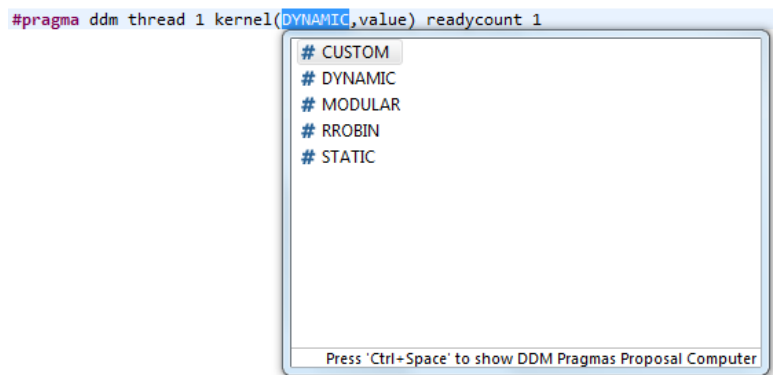 #pragma ddm thread 1 kernel(DYNAMIC,value) readycount 1
# CUSTOM
# DYNAMIC
# MODULAR
# RROBIN
# STATIC
Press 'Ctrl+Space' to show DDM Pragmas Proposal Computer